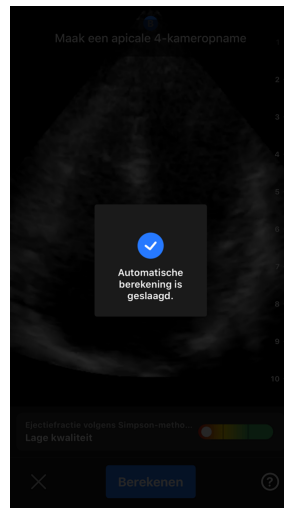 Maak een apicale 4-kameropname
1
2
3
4
5
6
7
8
9
10
Automatische
berekening is
geslaagd.
Ejectiefractie volgens Simpson-metho...
Lage kwaliteit
Berekenen
?